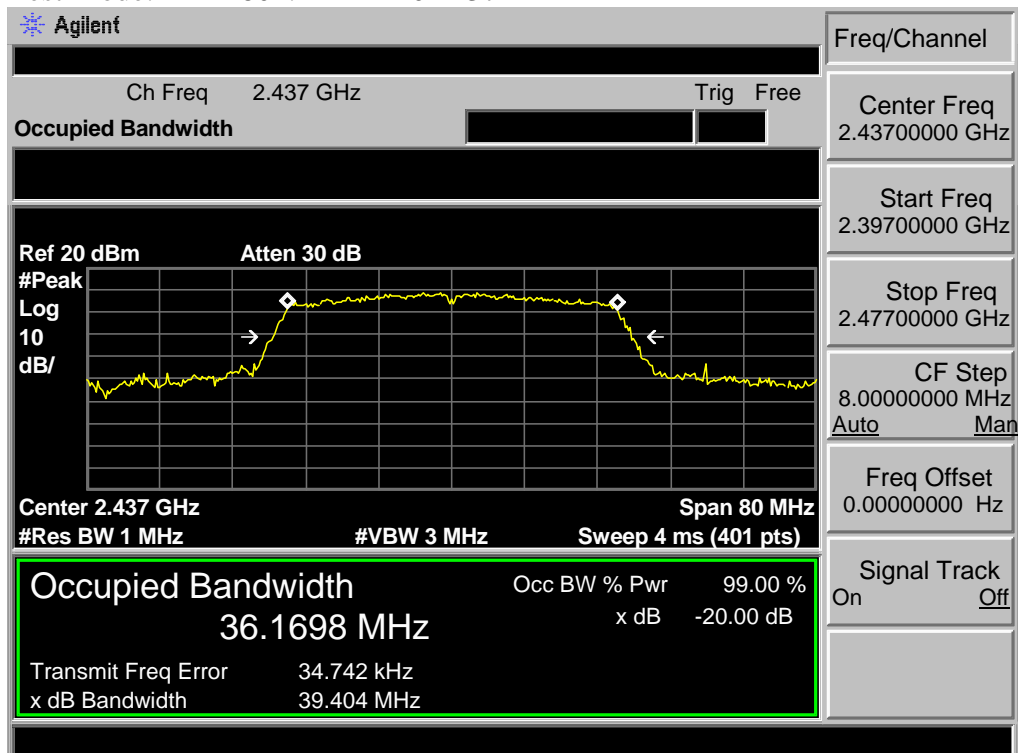 Agilent
Freq/Channel
Ch Freq 2.437 GHz Trig Free
Occupied Bandwidth
Center Freq
2.43700000 GHz
Start Freq
2.39700000 GHz
Stop Freq
2.47700000 GHz
CF Step
8.00000000 MHz
Auto Man
Freq Offset
0.00000000 Hz
Signal Track
On Off
Ref 20 dBm Atten 30 dB
#Peak
Log
10
dB/
Center 2.437 GHz Span 80 MHz
#Res BW 1 MHz #VBW 3 MHz Sweep 4 ms (401 pts)
Occupied Bandwidth Occ BW % Pwr 99.00 %
36.1698 MHz x dB -20.00 dB
Transmit Freq Error 34.742 kHz
x dB Bandwidth 39.404 MHz